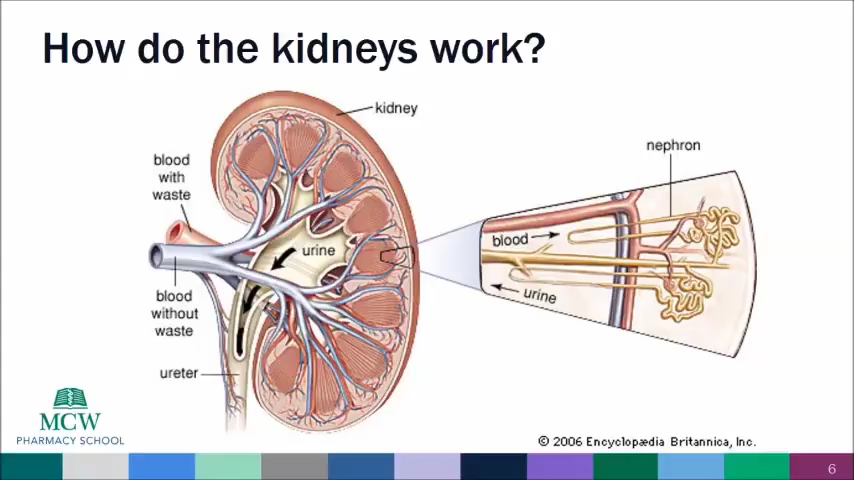 How do the kidneys work?
kidney
blood
with
waste
urine
blood
without
waste
ureter
nephron
blood
urine
MCW
PHARMACY SCHOOL
© 2006 Encyclopædia Britannica, Inc.
6